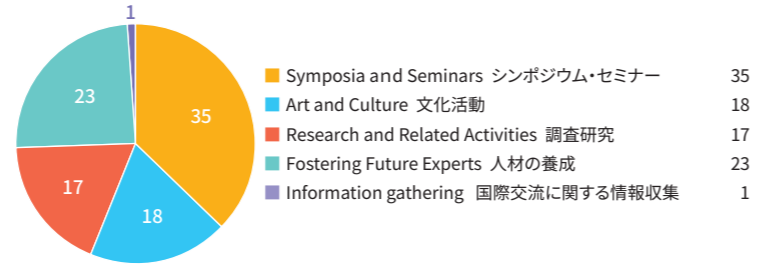 1
23
35
17
18
Symposia and Seminars シンポジウム・セミナー 35
Art and Culture 文化活動 18
Research and Related Activities 調査研究 17
Fostering Future Experts 人材の養成 23
Information gathering 国際交流に関する情報収集 1